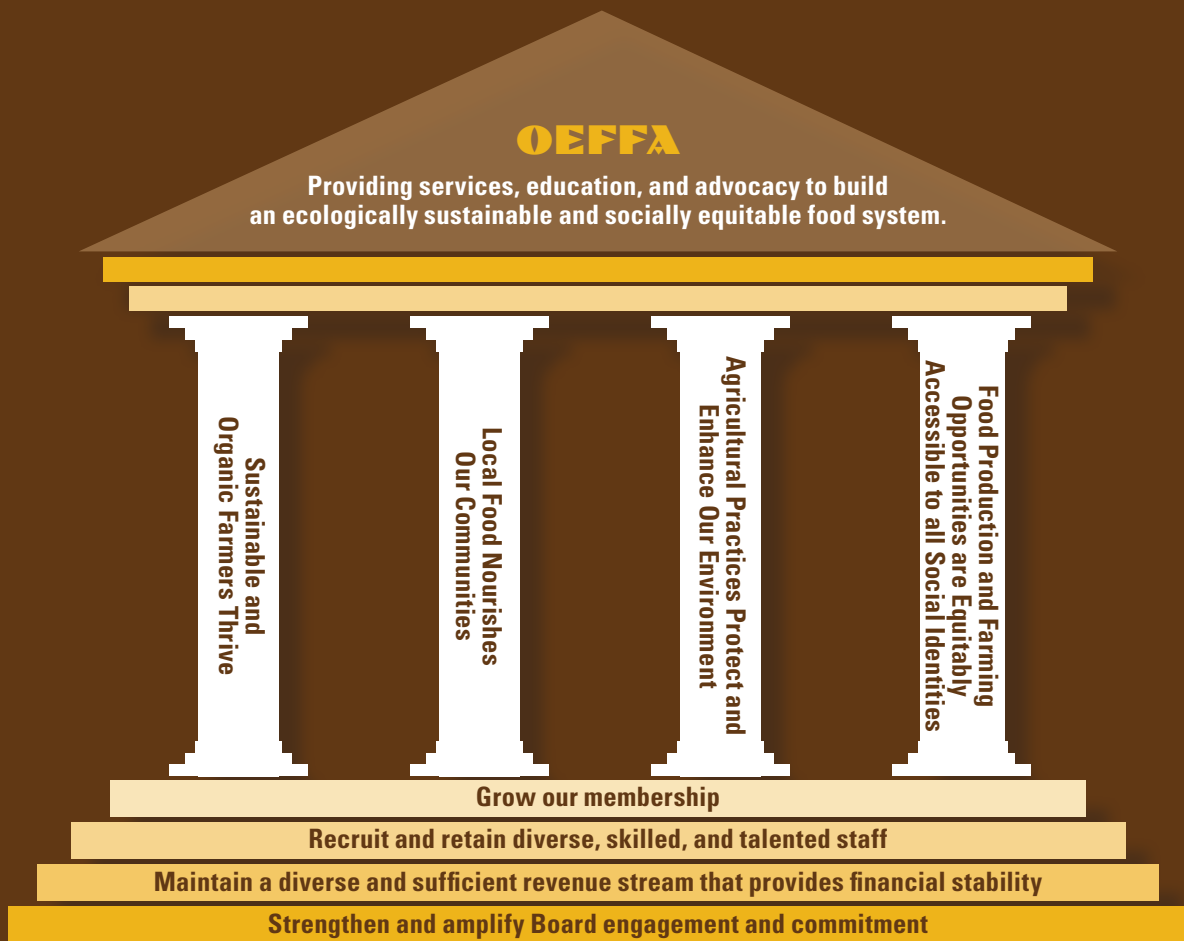 OEFFA
Providing services, education, and advocacy to build
an ecologically sustainable and socially equitable food system.
Sustainable and
Organic Farmers Thrive
Local Food Nourishes
Our Communities
Agricultural Practices Protect and
Enhance Our Environment
Food Production and Farming
Opportunities are Equitably
Accessible to all Social Identities
Grow our membership
Recruit and retain diverse, skilled, and talented staff
Maintain a diverse and sufficient revenue stream that provides financial stability
Strengthen and amplify Board engagement and commitment